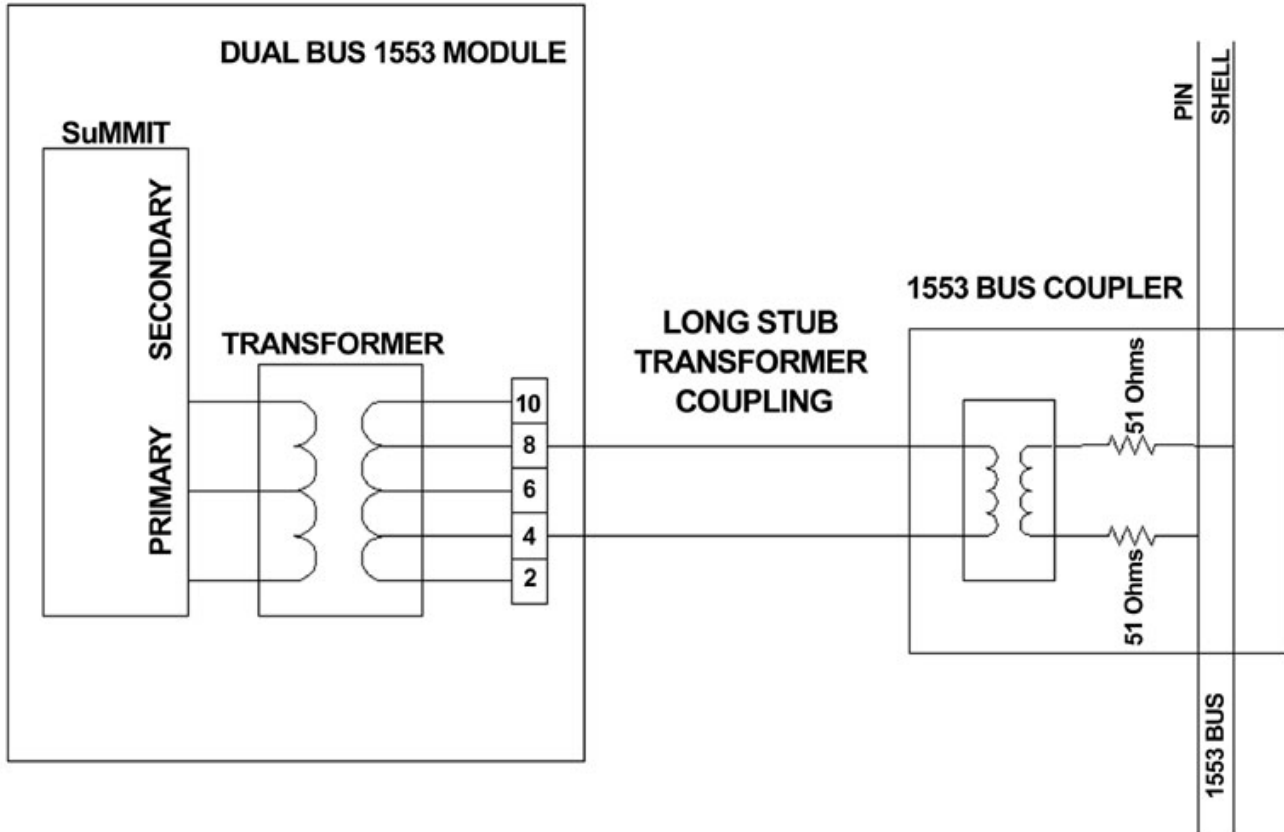 DUAL BUS 1553 MODULE
SuMMIT
SECONDARY
PRIMARY
TRANSFORMER
10
8
6
4
2
LONG STUB
TRANSFORMER
COUPLING
1553 BUS COUPLER
51 Ohms
51 Ohms
PIN
SHELL
1553 BUS